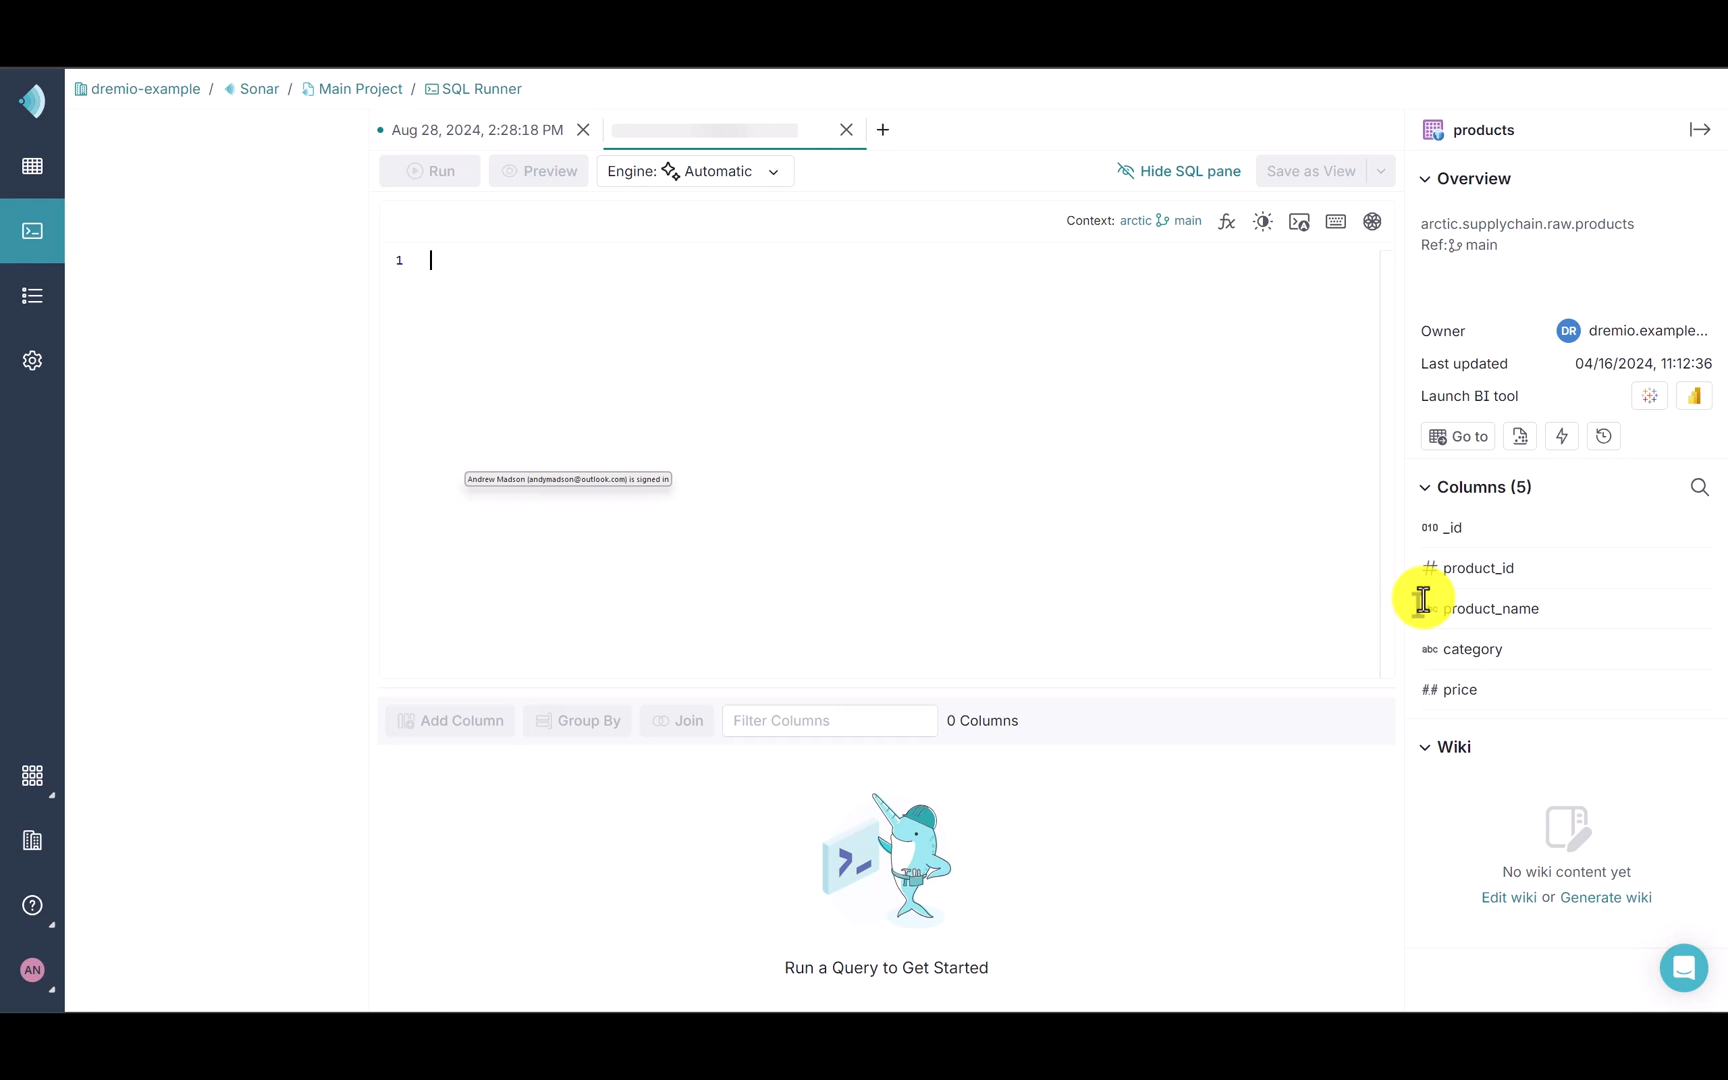 dremio-example / Sonar / Main Project / SQL Runner
Aug 28, 2024, 2:28:18 PM
Run Preview Engine: Automatic Hide SQL pane Save as View
Context: arctic main
1
Andrew Madson (andymadson@outlook.com) is signed in
Add Column Group By Join Filter Columns 0 Columns
Run a Query to Get Started
products
Overview
arctic.supplychain.raw.products
Ref: main
Owner DR dremio.example...
Last updated 04/16/2024, 11:12:36
Launch BI tool
Go to
Columns (5)
010 _id
# product_id
product_name
abc category
#.# price
Wiki
No wiki content yet
Edit wiki or Generate wiki
AN